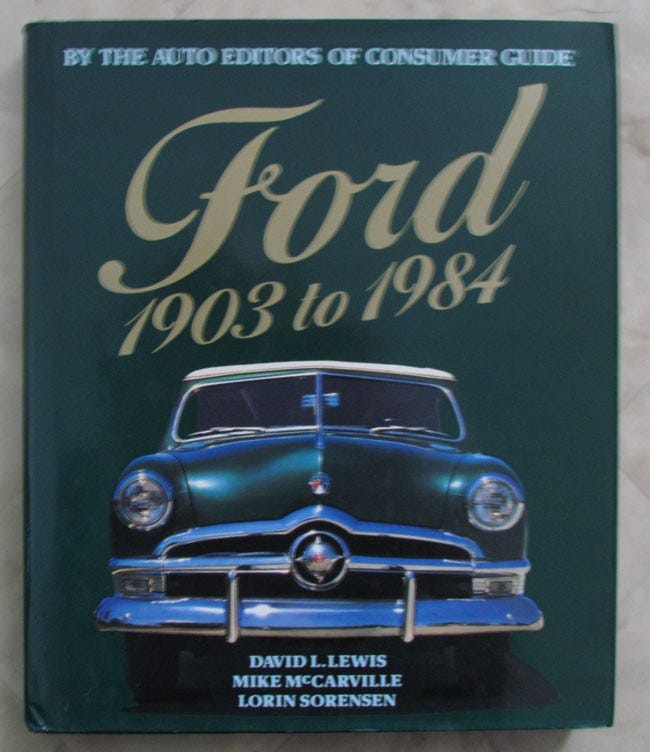 BY THE AUTO EDITORS OF CONSUMER GUIDE
Ford
1903 to 1984
DAVID L. LEWIS
MIKE McCARVILLE
LORIN SORENSEN